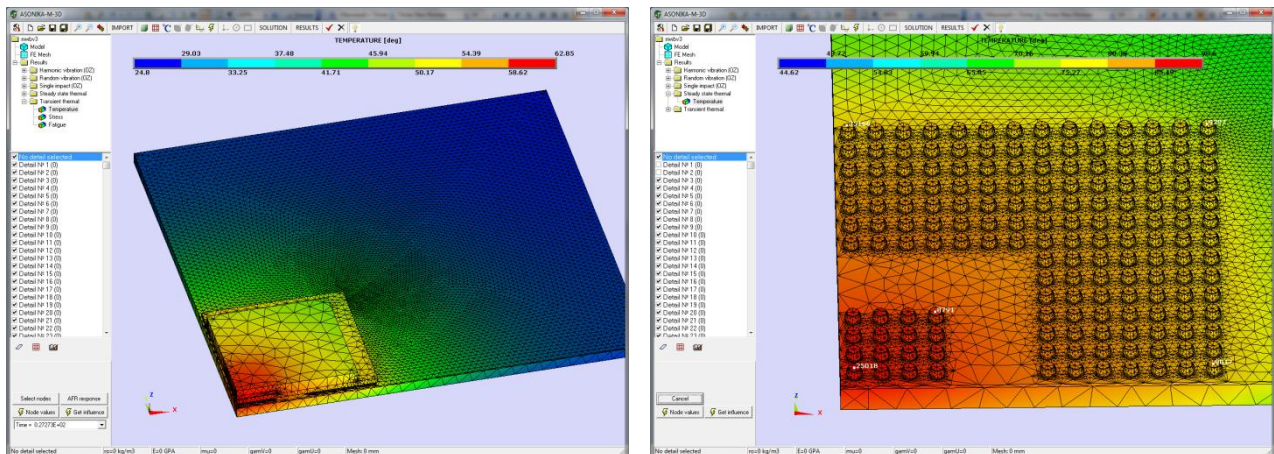 ASONIKA-M-3D
IMPORT
SOLUTION
RESULTS
Model
FE Mesh
Results
Harmonic vibration (OZ)
Random vibration (OZ)
Single impact (OZ)
Steady state thermal
Transient thermal
Temperature
Stress
Fatigue
No detail selected
Detail № 1 (0)
Detail № 2 (0)
Detail № 3 (0)
Detail № 4 (0)
Detail № 5 (0)
Detail № 6 (0)
Detail № 7 (0)
Detail № 8 (0)
Detail № 9 (0)
Detail № 10 (0)
Detail № 11 (0)
Detail № 12 (0)
Detail № 13 (0)
Detail № 14 (0)
Detail № 15 (0)
Detail № 16 (0)
Detail № 17 (0)
Detail № 18 (0)
Detail № 19 (0)
Detail № 20 (0)
Detail № 21 (0)
Detail № 22 (0)
Select nodes
AFR response
Node values
Get influence
Time = 0.27273E+02
TEMPERATURE [deg]
29.03 37.48 45.94 54.39 62.85
24.8 33.25 41.71 50.17 58.62
Z
X
No detail selected ro=0 kg/m3 E=0 GPA mu=0 gamV=0 gamU=0 Mesh: 0 mm
ASONIKA-M-3D
IMPORT
SOLUTION
RESULTS
Model
FE Mesh
Results
Harmonic vibration (OZ)
Random vibration (OZ)
Single impact (OZ)
Steady state thermal
Temperature
Transient thermal
No detail selected
Detail № 1 (0)
Detail № 2 (0)
Detail № 3 (0)
Detail № 4 (0)
Detail № 5 (0)
Detail № 6 (0)
Detail № 7 (0)
Detail № 8 (0)
Detail № 9 (0)
Detail № 10 (0)
Detail № 11 (0)
Detail № 12 (0)
Detail № 13 (0)
Detail № 14 (0)
Detail № 15 (0)
Detail № 16 (0)
Detail № 17 (0)
Detail № 18 (0)
Detail № 19 (0)
Detail № 20 (0)
Detail № 21 (0)
Detail № 22 (0)
Cancel
Node values
Get influence
TEMPERATURE [deg]
44.62
25018
Z
X
No detail selected ro=0 kg/m3 E=0 GPA mu=0 gamV=0 gamU=0 Mesh: 0 mm